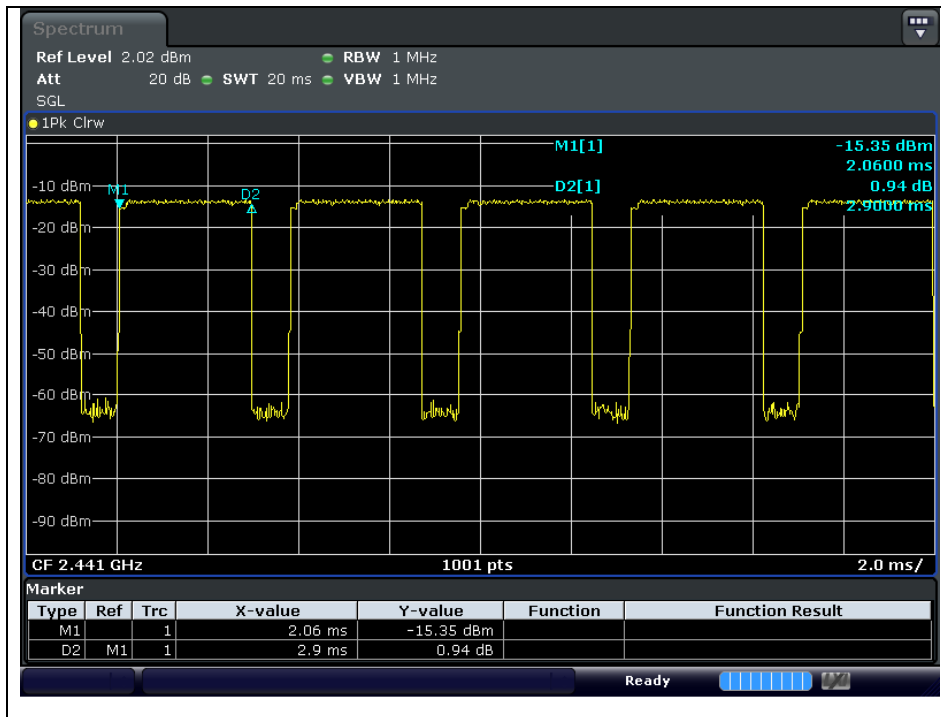 Spectrum
Ref Level 2.02 dBm RBW 1 MHz
Att 20 dB SWT 20 ms VBW 1 MHz
SGL
1Pk Clrw
M1[1] -15.35 dBm
2.0600 ms
-10 dBm M1 D2 D2[1] 0.94 dB
2.9000 ms
-20 dBm
-30 dBm
-40 dBm
-50 dBm
-60 dBm
-70 dBm
-80 dBm
-90 dBm
CF 2.441 GHz 1001 pts 2.0 ms/
Marker
Type Ref Trc X-value Y-value Function Function Result
M1 1 2.06 ms -15.35 dBm
D2 M1 1 2.9 ms 0.94 dB
Ready